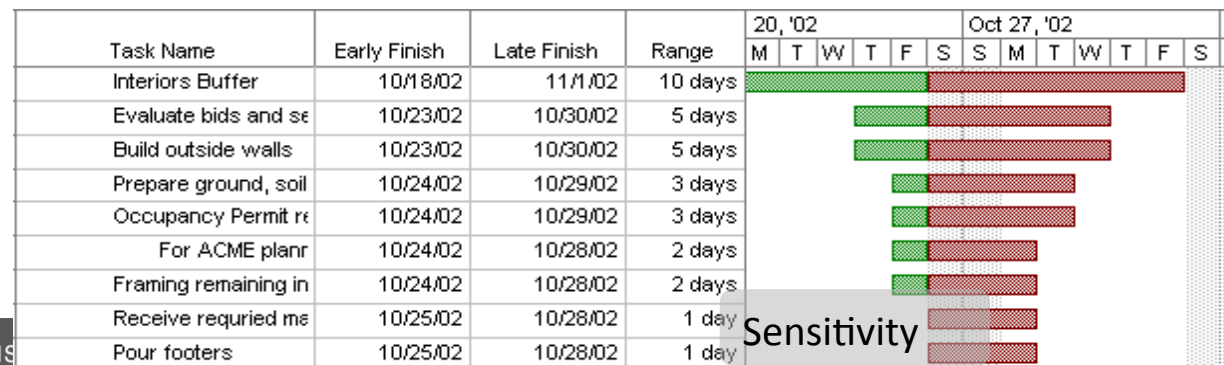 20, '02 Oct 27, '02
Task Name Early Finish Late Finish Range M T W T F S S M T W T F S
Interiors Buffer 10/18/02 11/1/02 10 days
Evaluate bids and se 10/23/02 10/30/02 5 days
Build outside walls 10/23/02 10/30/02 5 days
Prepare ground, soil 10/24/02 10/29/02 3 days
Occupancy Permit re 10/24/02 10/29/02 3 days
For ACME planr 10/24/02 10/28/02 2 days
Framing remaining in 10/24/02 10/28/02 2 days
Receive requried ma 10/25/02 10/28/02 1 day
Sensitivity
Pour footers 10/25/02 10/28/02 1 day